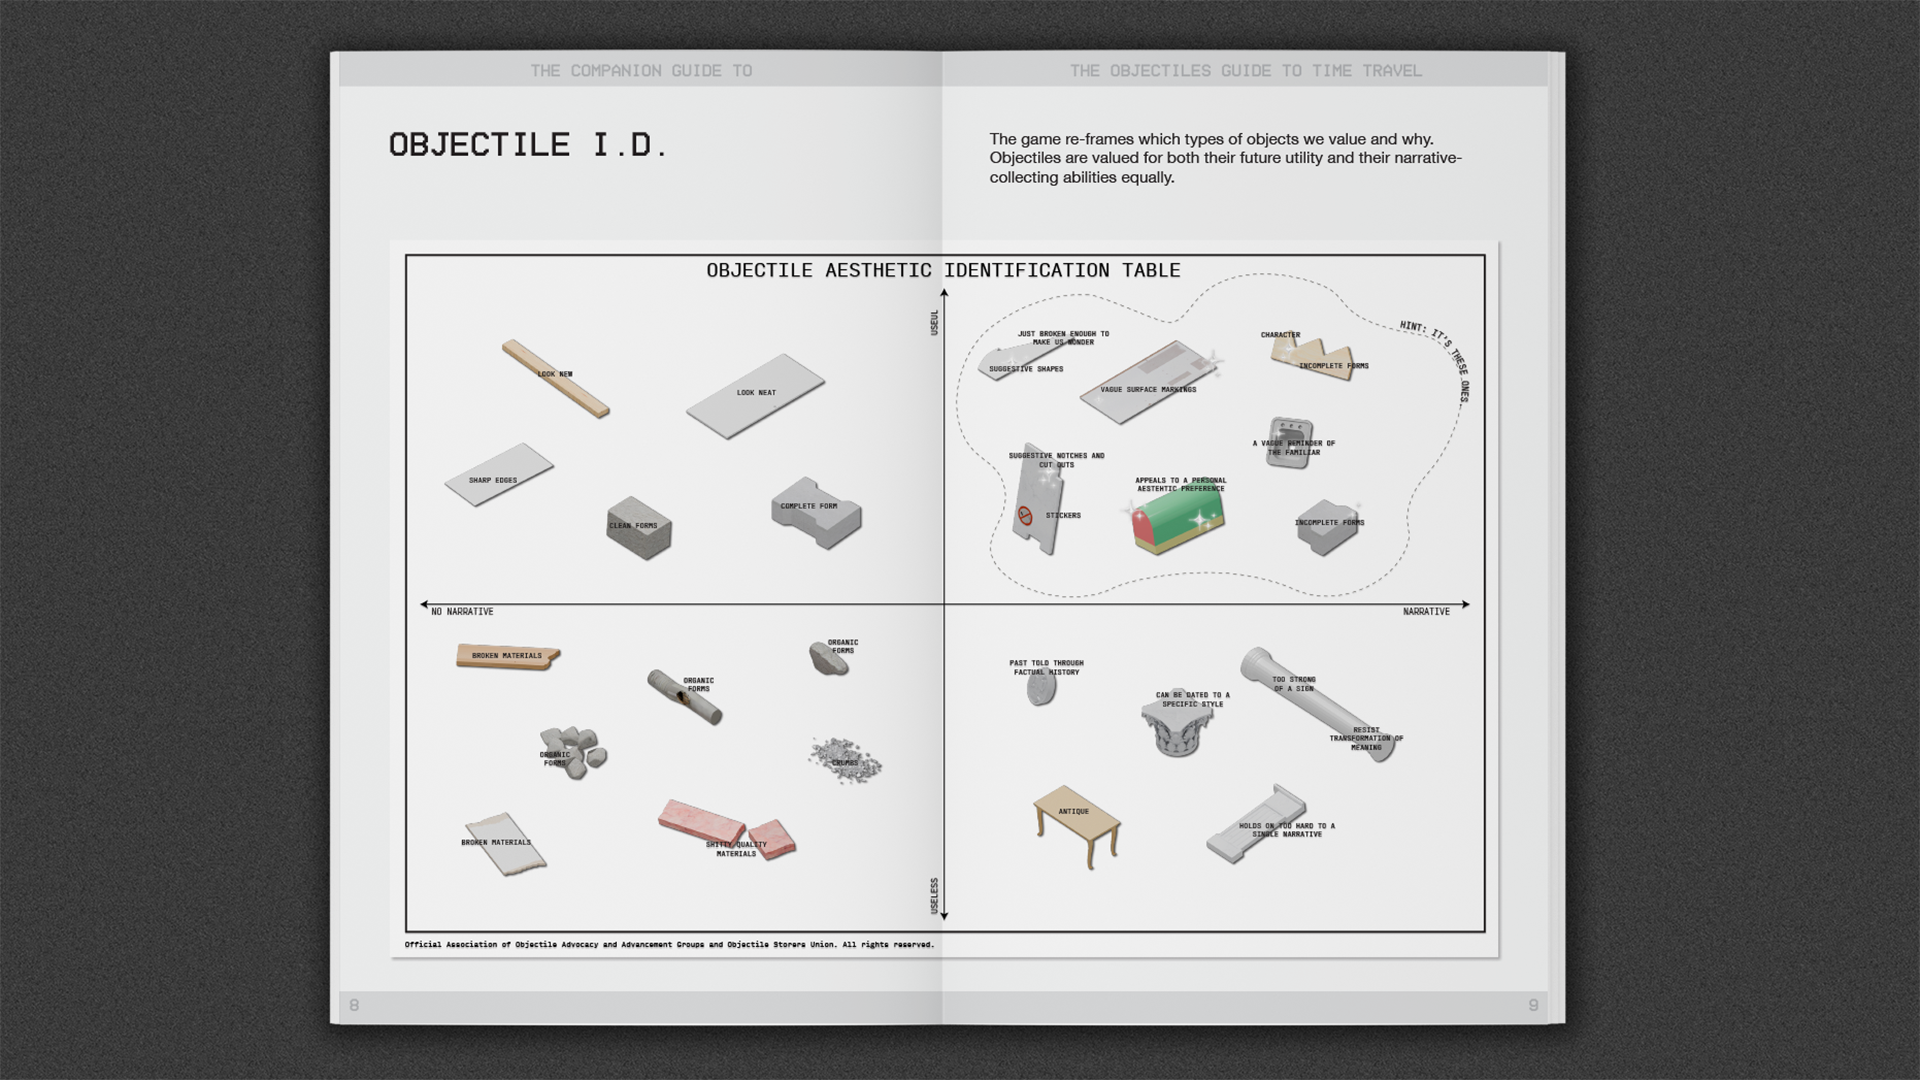 THE COMPANION GUIDE TO
THE OBJECTILES GUIDE TO TIME TRAVEL
OBJECTILE I.D.
The game re-frames which types of objects we value and why.
Objectiles are valued for both their future utility and their narrative-
collecting abilities equally.
OBJECTILE AESTHETIC IDENTIFICATION TABLE
USEUL
LOOK NEW
LOOK NEAT
SHARP EDGES
CLEAN FORMS
COMPLETE FORM
JUST BROKEN ENOUGH TO
MAKE US WONDER
SUGGESTIVE SHAPES
VAGUE SURFACE MARKINGS
CHARACTER
INCOMPLETE FORMS
HINT: IT'S THESE ONES.
A VAGUE REMINDER OF
THE FAMILIAR
SUGGESTIVE NOTCHES AND
CUT OUTS
STICKERS
APPEALS TO A PERSONAL
AESTEHTIC PREFERENCE
INCOMPLETE FORMS
NO NARRATIVE
NARRATIVE
BROKEN MATERIALS
ORGANIC
FORMS
ORGANIC
FORMS
ORGANIC
FORMS
CRUMBS
BROKEN MATERIALS
SHITTY QUALITY
MATERIALS
PAST TOLD THROUGH
FACTUAL HISTORY
CAN BE DATED TO A
SPECIFIC STYLE
TOO STRONG
OF A SIGN
RESIST
TRANSFORMATION OF
MEANING
ANTIQUE
HOLDS ON TOO HARD TO A
SINGLE NARRATIVE
USELESS
Official Association of Objectile Advocacy and Advancement Groups and Objectile Storers Union. All rights reserved.
8
9